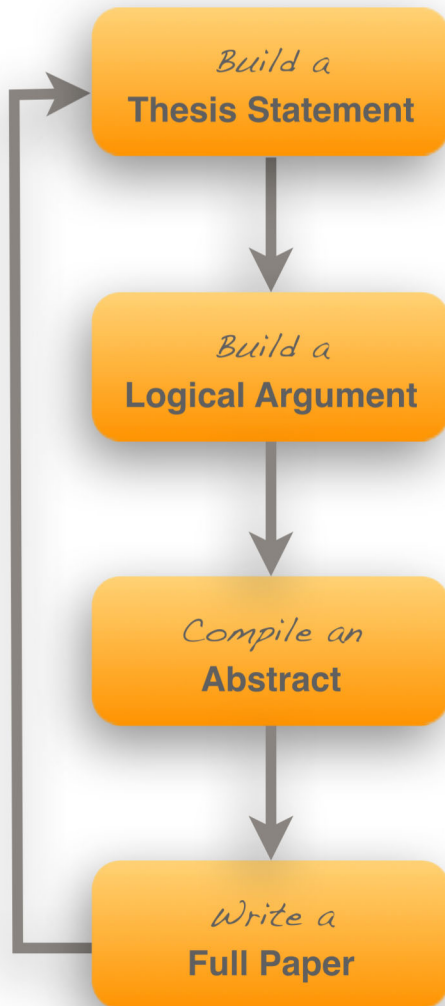 Build a
Thesis Statement
Build a
Logical Argument
Compile an
Abstract
Write a
Full Paper